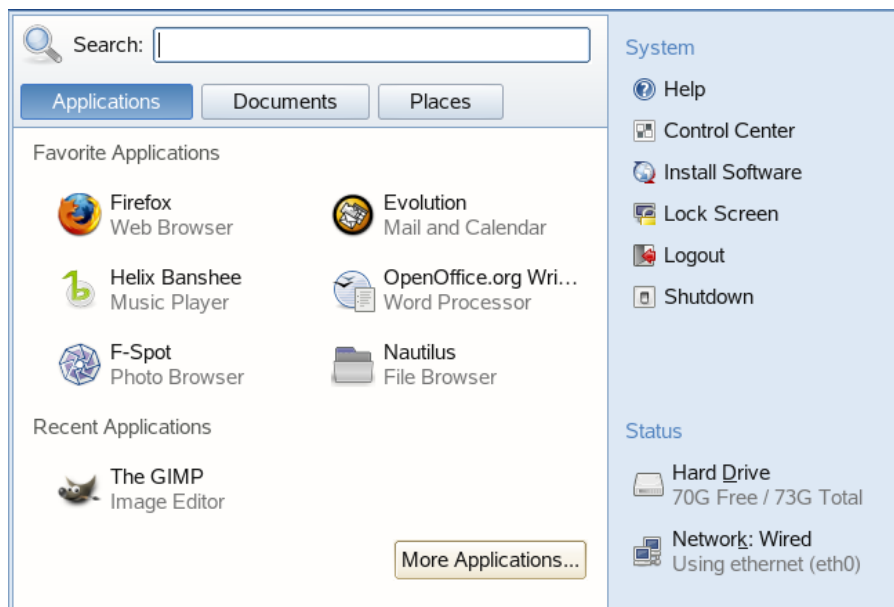 Search:
Applications
Documents
Places
Favorite Applications
Firefox
Web Browser
Evolution
Mail and Calendar
Helix Banshee
Music Player
OpenOffice.org Wri...
Word Processor
F-Spot
Photo Browser
Nautilus
File Browser
Recent Applications
The GIMP
Image Editor
More Applications...
System
Help
Control Center
Install Software
Lock Screen
Logout
Shutdown
Status
Hard Drive
70G Free / 73G Total
Network: Wired
Using ethernet (eth0)